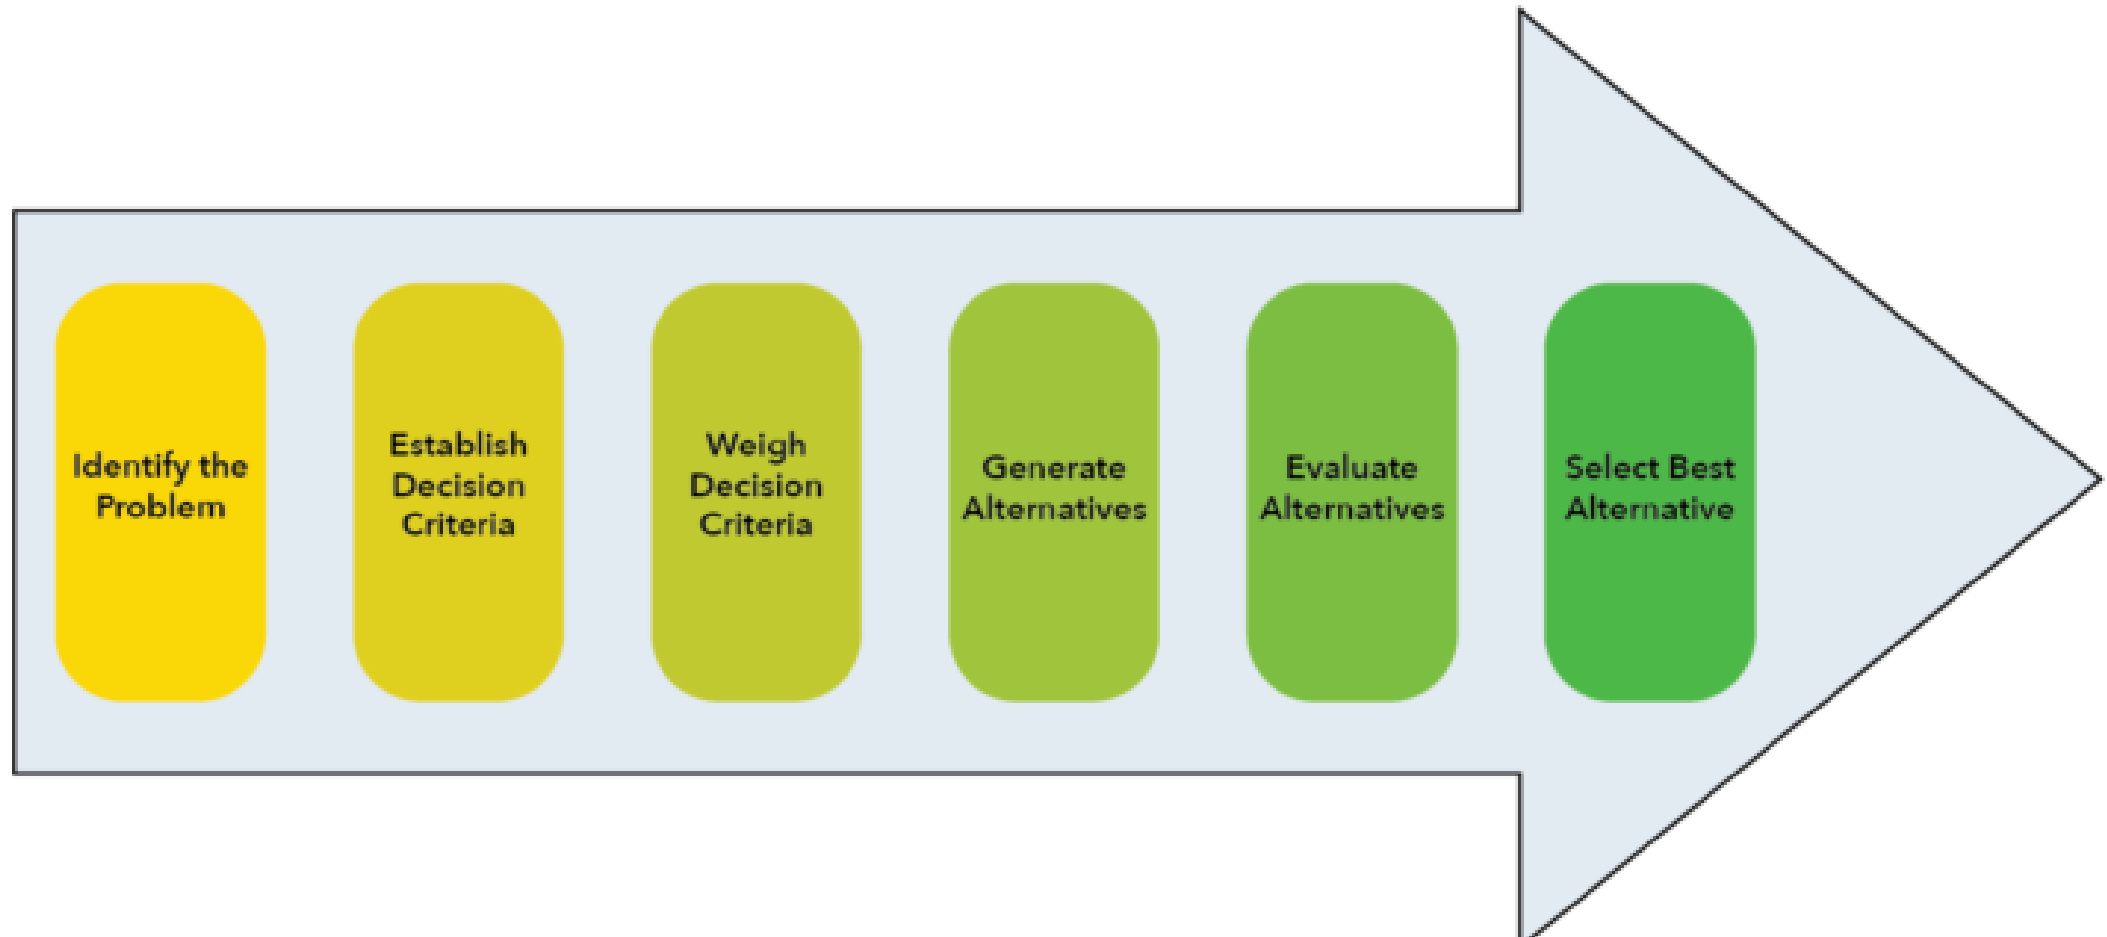 Identify the
Problem
Establish
Decision
Criteria
Weigh
Decision
Criteria
Generate
Alternatives
Evaluate
Alternatives
Select Best
Alternative